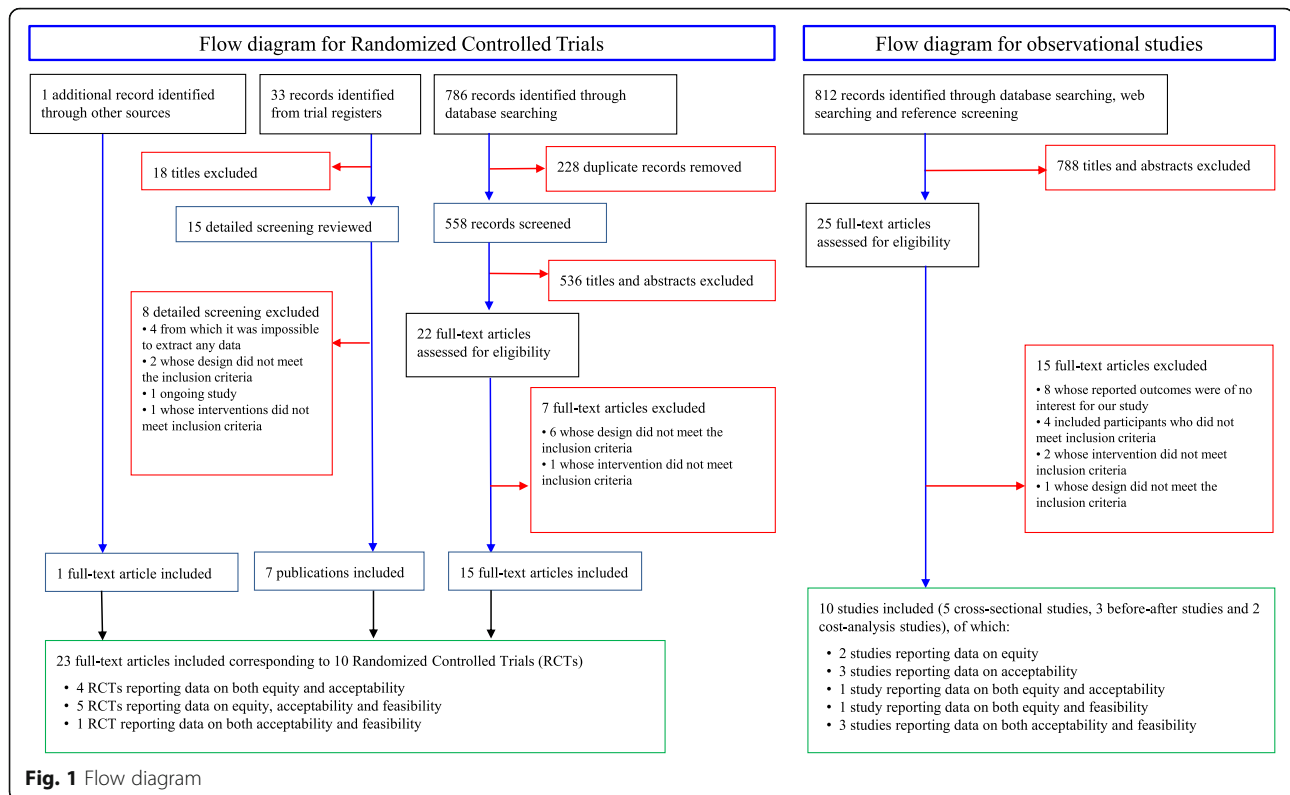 Flow diagram for Randomized Controlled Trials
1 additional record identified
through other sources
33 records identified
from trial registers
786 records identified through
database searching
18 titles excluded
228 duplicate records removed
15 detailed screening reviewed
558 records screened
536 titles and abstracts excluded
8 detailed screening excluded
• 4 from which it was impossible
to extract any data
• 2 whose design did not meet
the inclusion criteria
• 1 ongoing study
• 1 whose interventions did not
meet inclusion criteria
22 full-text articles
assessed for eligibility
7 full-text articles excluded
• 6 whose design did not meet the
inclusion criteria
• 1 whose intervention did not meet
inclusion criteria
1 full-text article included
7 publications included
15 full-text articles included
23 full-text articles included corresponding to 10 Randomized Controlled Trials (RCTs)
• 4 RCTs reporting data on both equity and acceptability
• 5 RCTs reporting data on equity, acceptability and feasibility
• 1 RCT reporting data on both acceptability and feasibility
Flow diagram for observational studies
812 records identified through database searching, web
searching and reference screening
788 titles and abstracts excluded
25 full-text articles
assessed for eligibility
15 full-text articles excluded
• 8 whose reported outcomes were of no
interest for our study
• 4 included participants who did not
meet inclusion criteria
• 2 whose intervention did not meet
inclusion criteria
• 1 whose design did not meet the
inclusion criteria
10 studies included (5 cross-sectional studies, 3 before-after studies and 2
cost-analysis studies), of which:
• 2 studies reporting data on equity
• 3 studies reporting data on acceptability
• 1 study reporting data on both equity and acceptability
• 1 study reporting data on both equity and feasibility
• 3 studies reporting data on both acceptability and feasibility
Fig. 1 Flow diagram